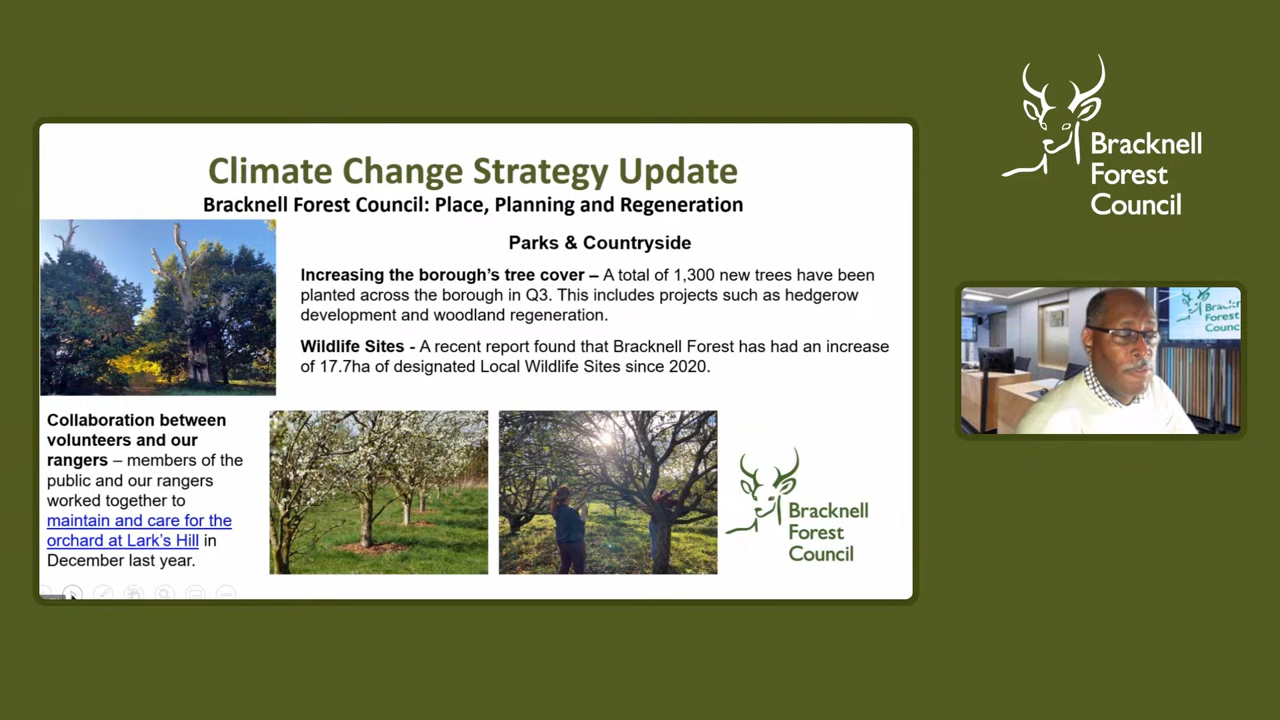 Climate Change Strategy Update
Bracknell Forest Council: Place, Planning and Regeneration
Parks & Countryside
Increasing the borough's tree cover – A total of 1,300 new trees have been
planted across the borough in Q3. This includes projects such as hedgerow
development and woodland regeneration.
Wildlife Sites - A recent report found that Bracknell Forest has had an increase
of 17.7ha of designated Local Wildlife Sites since 2020.
Collaboration between
volunteers and our
rangers – members of the
public and our rangers
worked together to
maintain and care for the
orchard at Lark's Hill in
December last year.
Bracknell
Forest
Council
Bracknell
Forest
Council
Forest